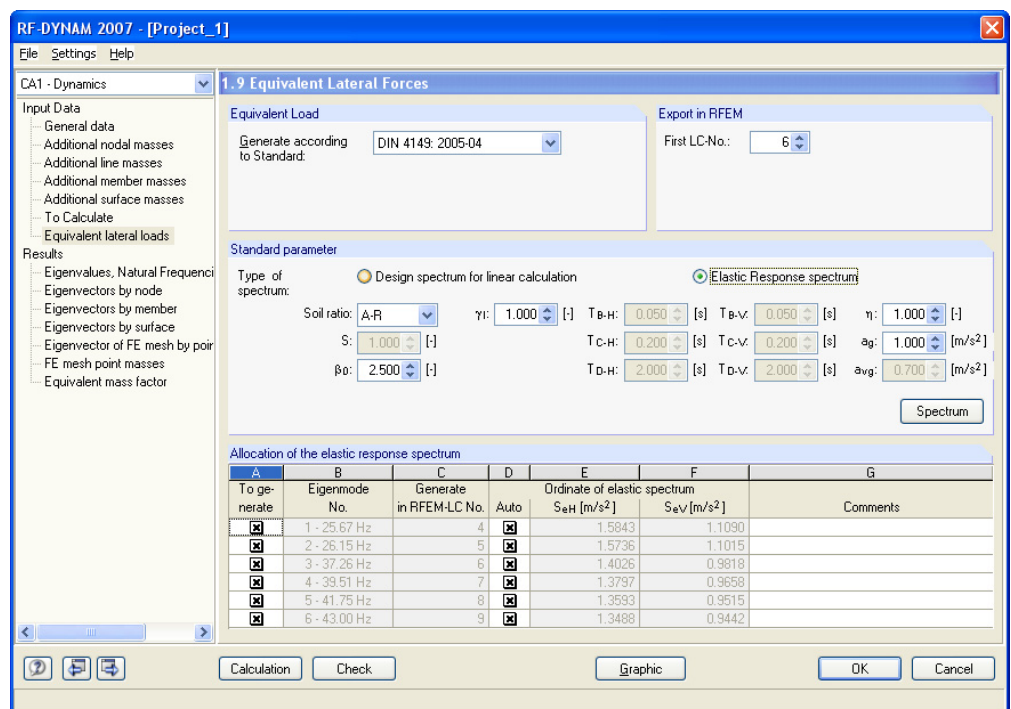 RF-DYNAM 2007 - [Project_1]
File Settings Help
CA1 - Dynamics
Input Data
General data
Additional nodal masses
Additional line masses
Additional member masses
Additional surface masses
To Calculate
Equivalent lateral loads
Results
Eigenvalues, Natural Frequenci
Eigenvectors by node
Eigenvectors by member
Eigenvectors by surface
Eigenvector of FE mesh by poir
FE mesh point masses
Equivalent mass factor
1.9 Equivalent Lateral Forces
Equivalent Load
Generate according to Standard: DIN 4149: 2005-04
Export in RFEM
First LC-No.: 6
Standard parameter
Type of spectrum: Design spectrum for linear calculation Elastic Response spectrum
Soil ratio: A-R γI: 1.000 [-] TB-H: 0.050 [s] TB-V: 0.050 [s] η: 1.000 [-]
S: 1.000 [-] TC-H: 0.200 [s] TC-V: 0.200 [s] ag: 1.000 [m/s²]
β0: 2.500 [-] TD-H: 2.000 [s] TD-V: 2.000 [s] avg: 0.700 [m/s²]
Spectrum
Allocation of the elastic response spectrum
A B C D E F G
To ge- Eigenmode Generate Ordinate of elastic spectrum
nerate No. in RFEM-LC No. Auto SeH [m/s²] SeV [m/s²] Comments
1 - 25.67 Hz 4 1.5843 1.1090
2 - 26.15 Hz 5 1.5736 1.1015
3 - 37.26 Hz 6 1.4026 0.9818
4 - 39.51 Hz 7 1.3797 0.9658
5 - 41.75 Hz 8 1.3593 0.9515
6 - 43.00 Hz 9 1.3488 0.9442
Calculation Check Graphic OK Cancel